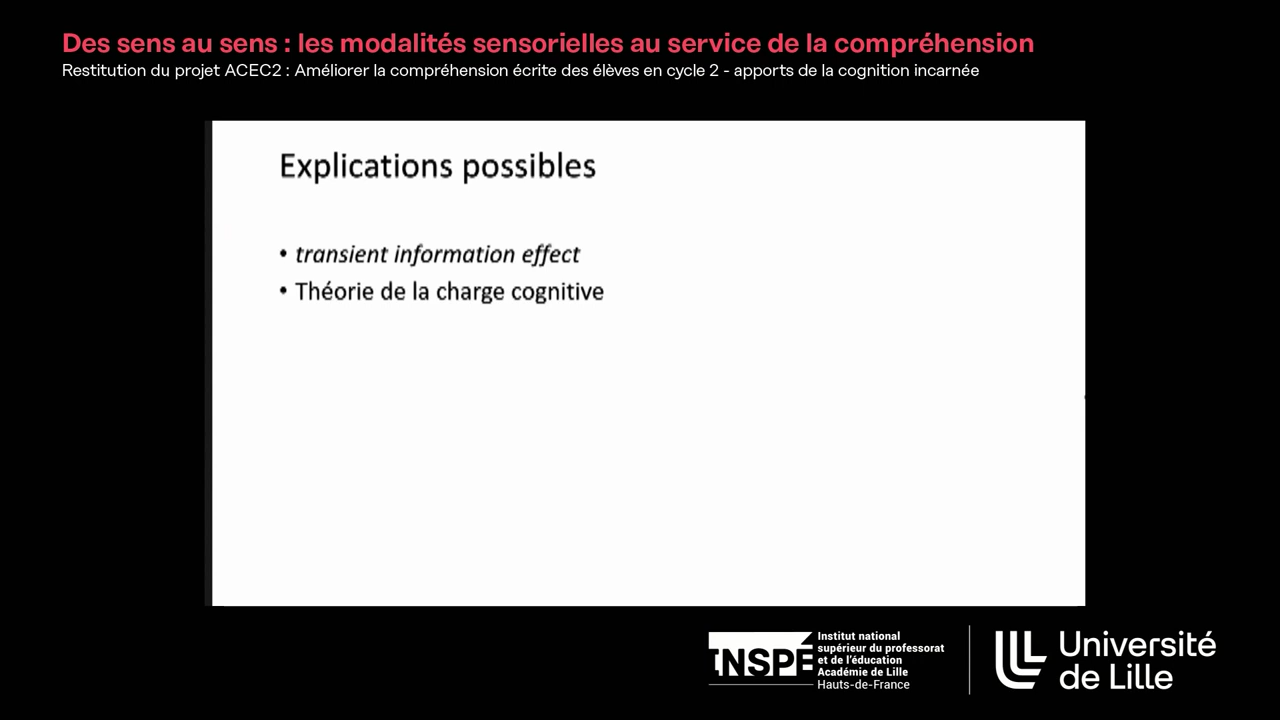 Des sens au sens : les modalités sensorielles au service de la compréhension
Restitution du projet ACEC2 : Améliorer la compréhension écrite des élèves en cycle 2 - apports de la cognition incarnée
Explications possibles
• transient information effect
• Théorie de la charge cognitive
INSPÉ
Institut national
supérieur du professorat
et de l'éducation
Académie de Lille
Hauts-de-France
Université
de Lille